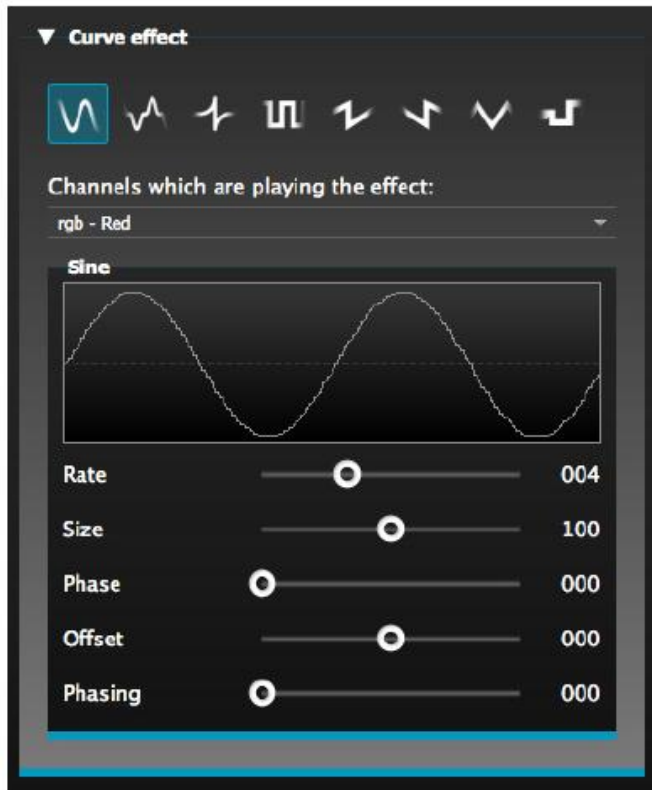 Curve effect
Channels which are playing the effect:
rgb - Red
Sine
Rate 004
Size 100
Phase 000
Offset 000
Phasing 000